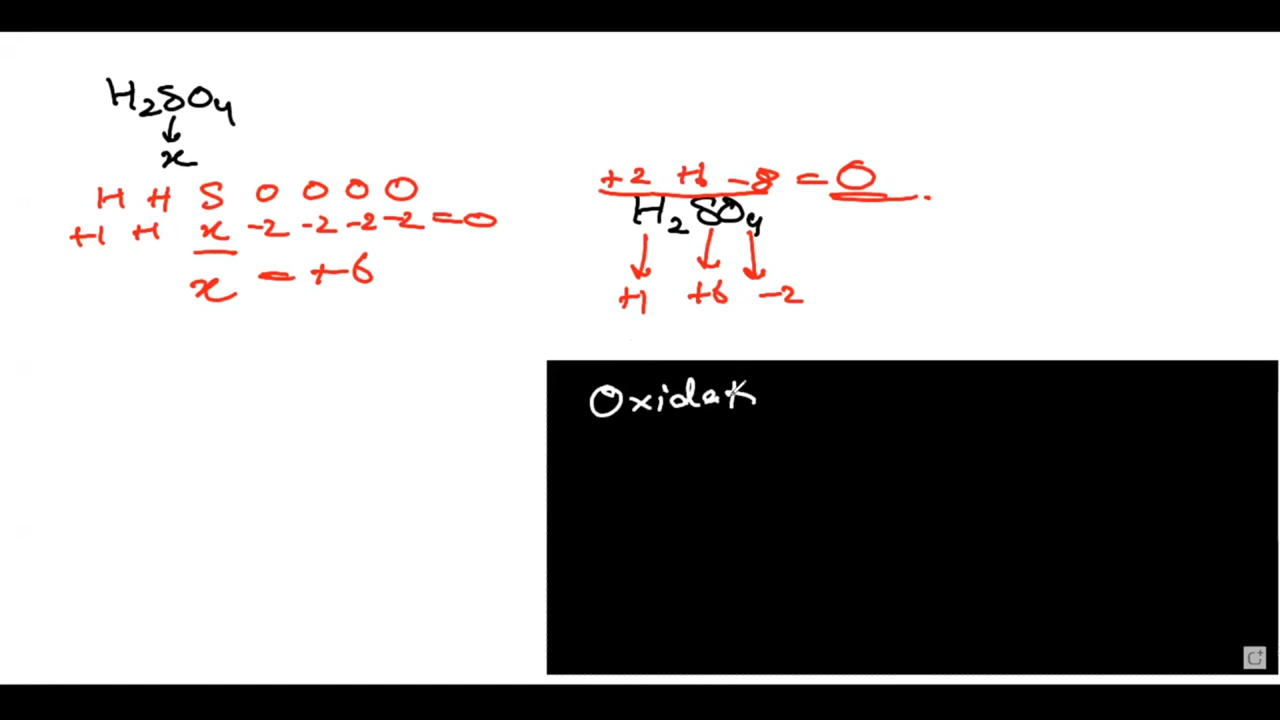 H₂SO₄
↓
x
H H S O O O O
+1 +1 x -2 -2 -2 -2 = 0
x = +6
+2 +6 -8 = 0
H₂SO₄
↓ ↓ ↓
+1 +6 -2
Oxidat